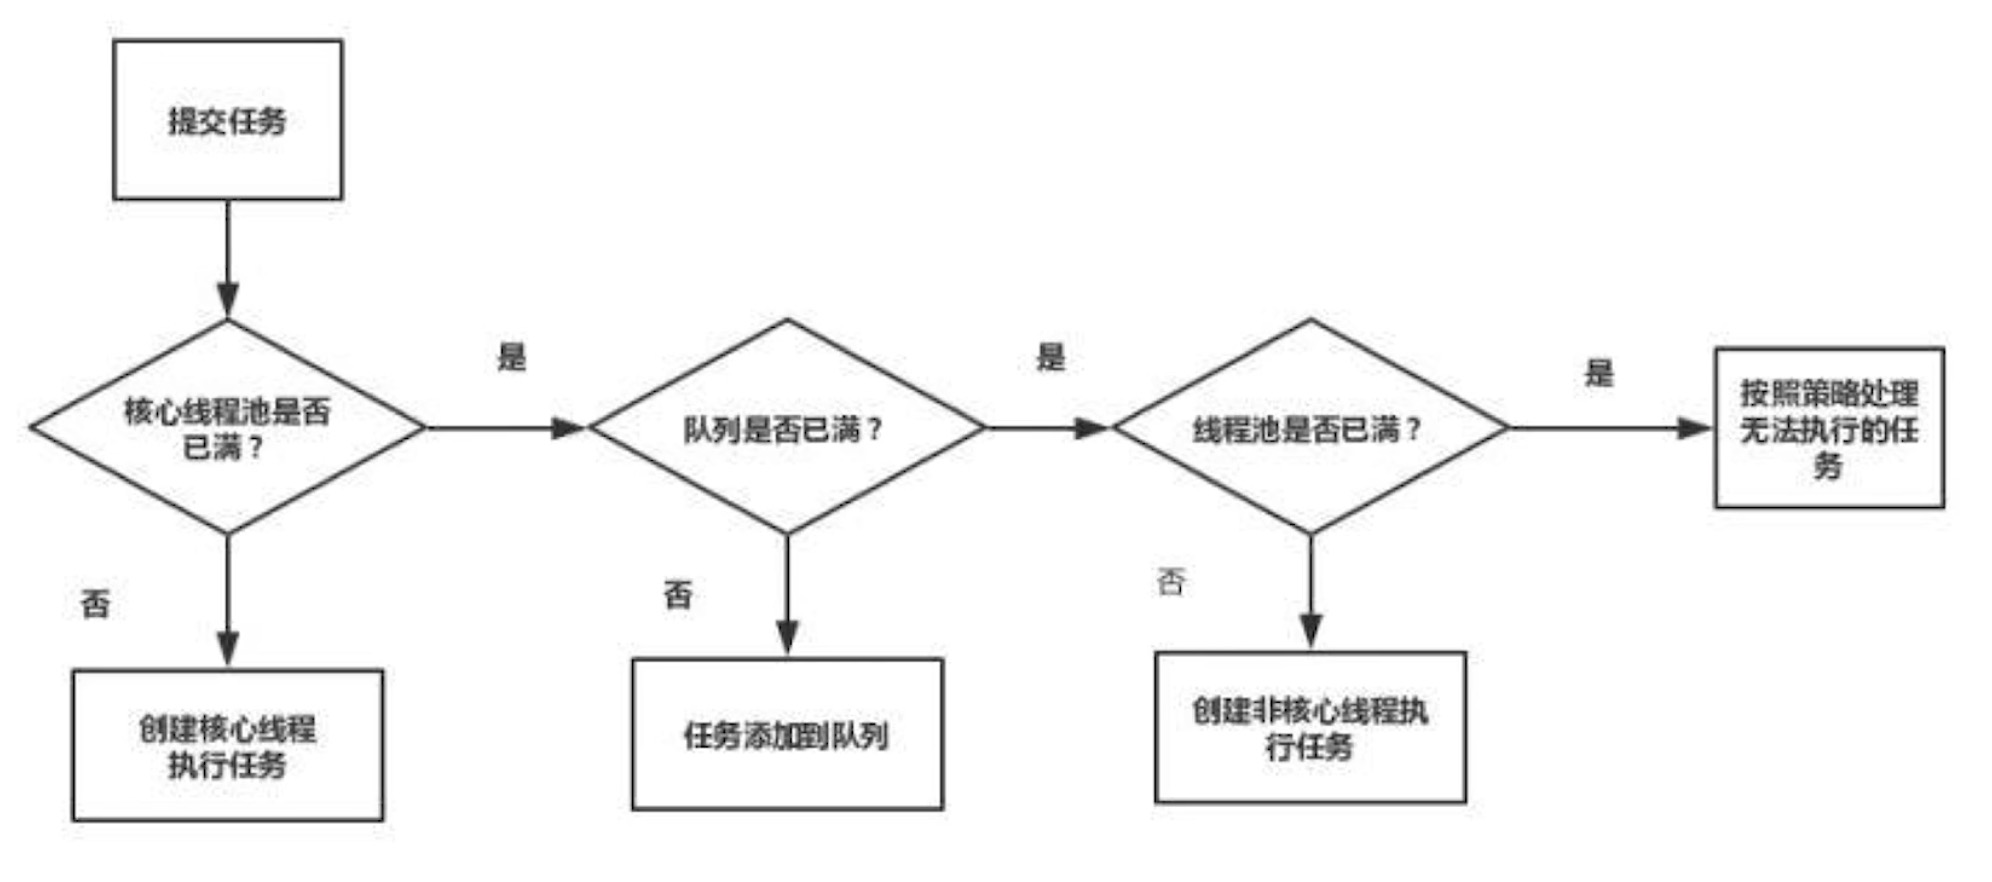 提交任务
核心线程池是否
已满？
是
队列是否已满？
是
线程池是否已满？
是
按照策略处理
无法执行的任
务
否
创建核心线程
执行任务
否
任务添加到队列
否
创建非核心线程执
行任务